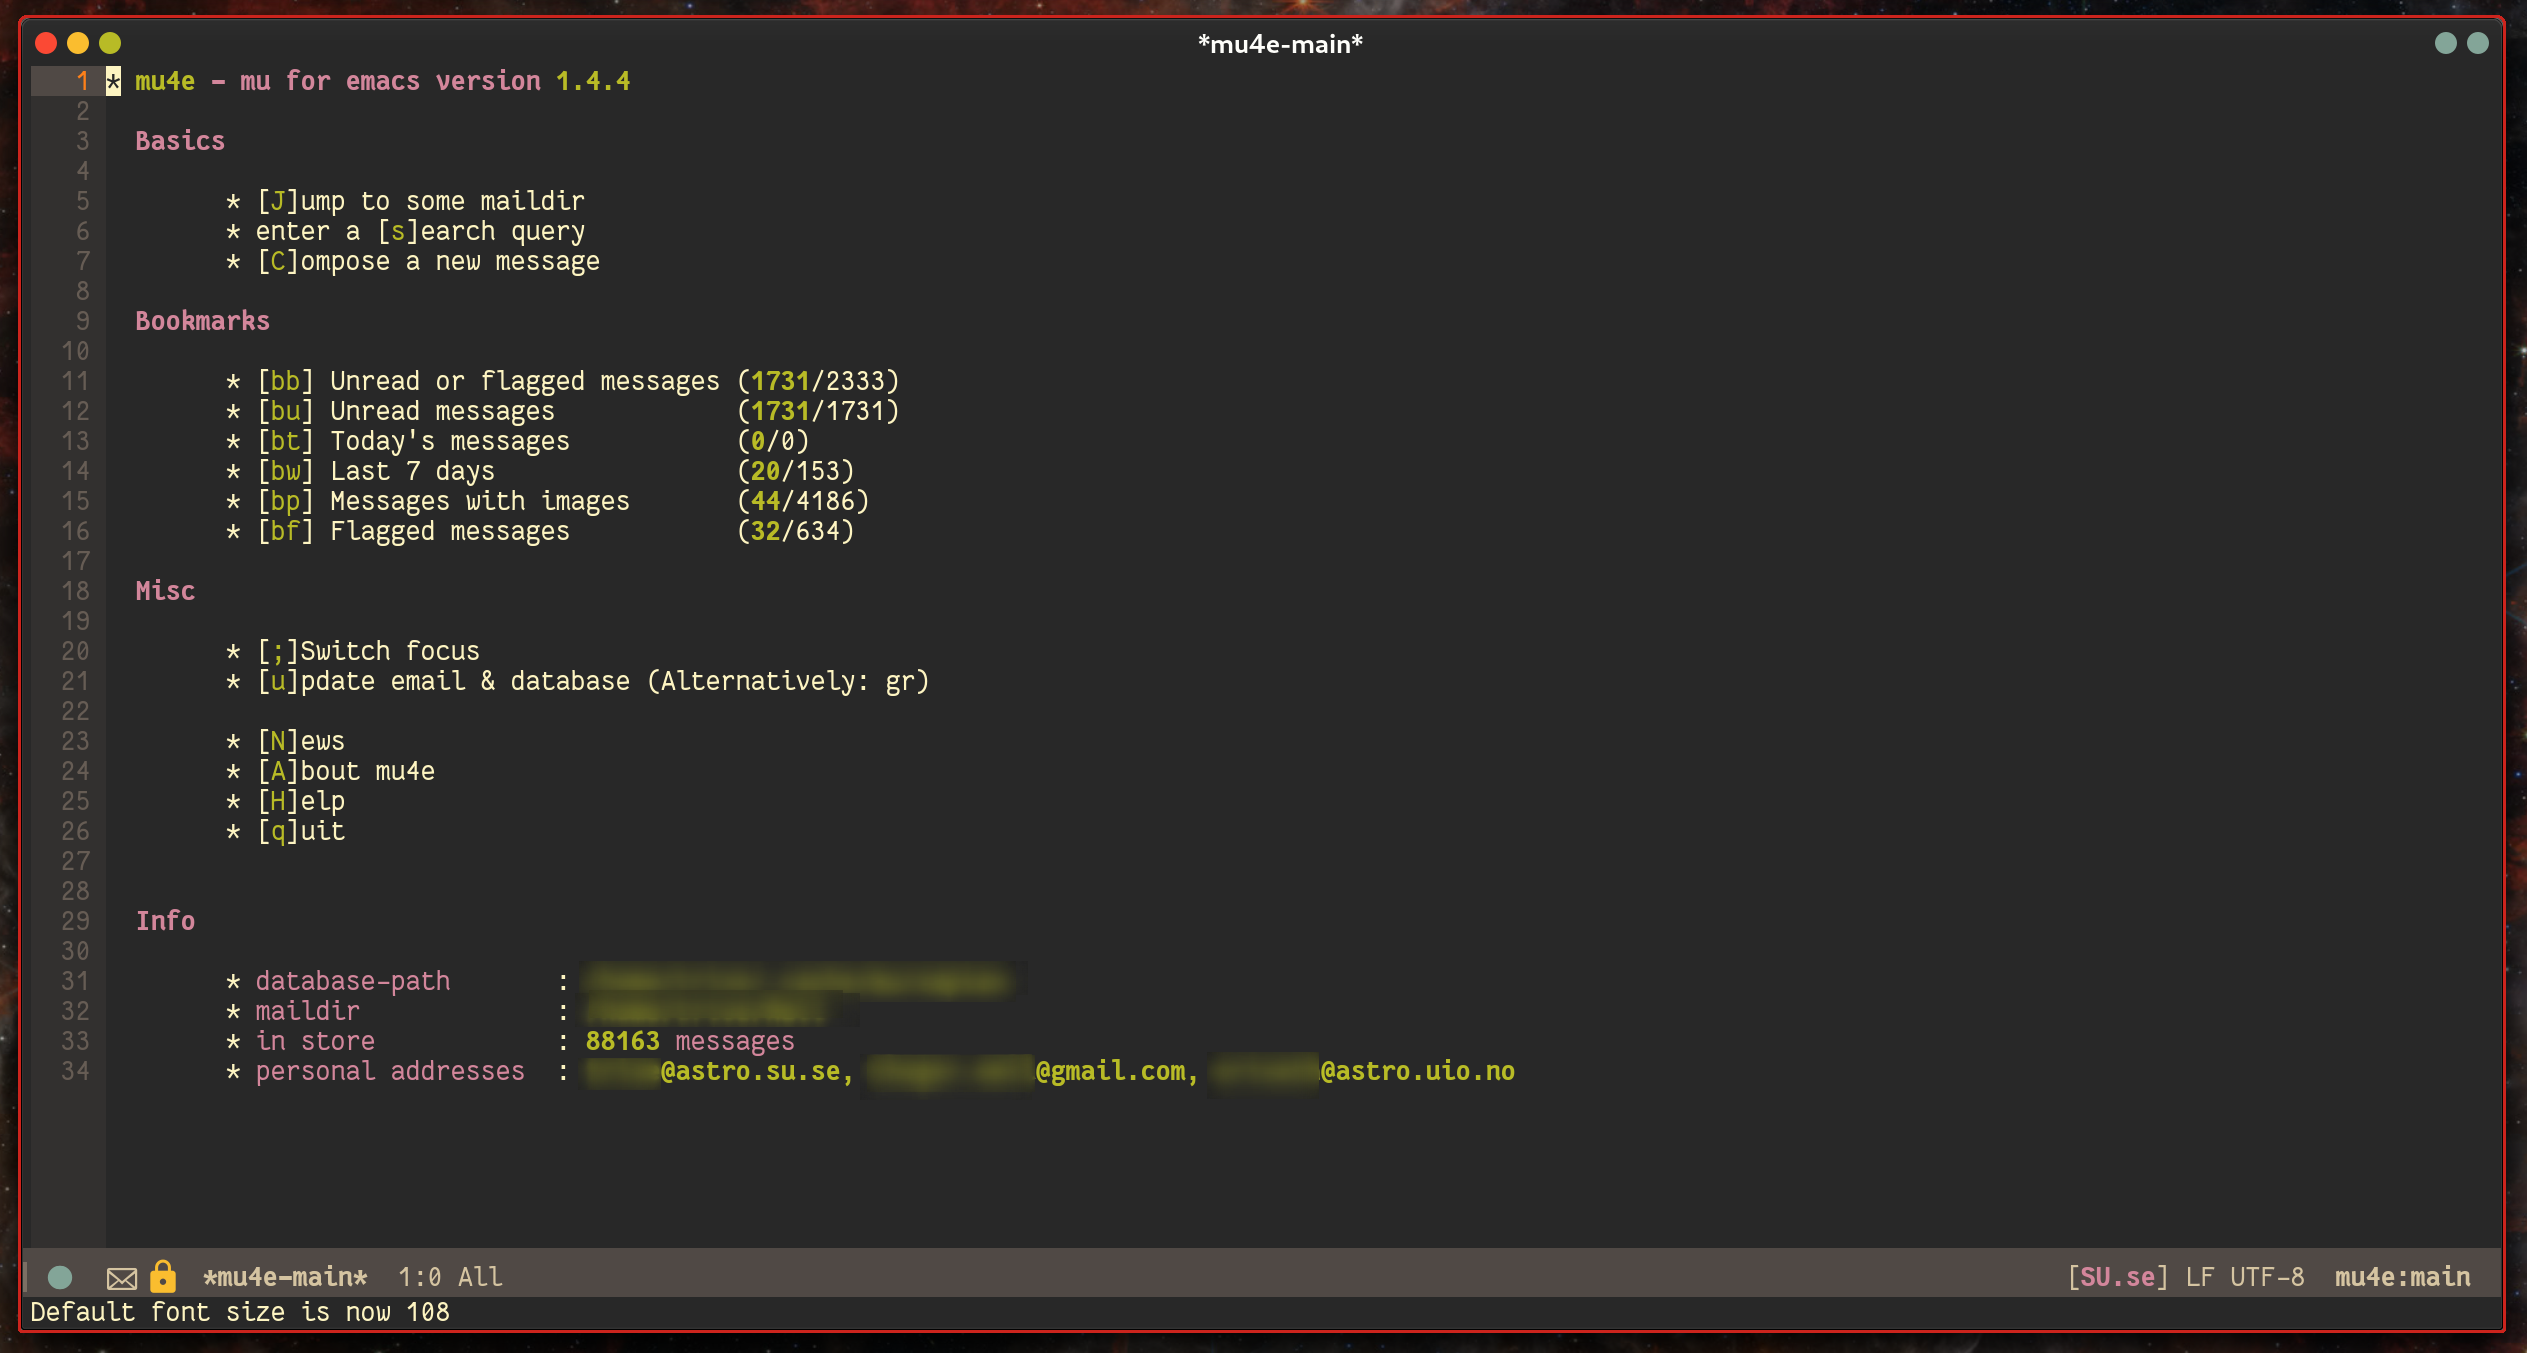 *mu4e-main*
1 * mu4e - mu for emacs version 1.4.4
2
3 Basics
4
5 * [J]ump to some maildir
6 * enter a [s]earch query
7 * [C]ompose a new message
8
9 Bookmarks
10
11 * [bb] Unread or flagged messages (1731/2333)
12 * [bu] Unread messages (1731/1731)
13 * [bt] Today's messages (0/0)
14 * [bw] Last 7 days (20/153)
15 * [bp] Messages with images (44/4186)
16 * [bf] Flagged messages (32/634)
17
18 Misc
19
20 * [;]Switch focus
21 * [u]pdate email & database (Alternatively: gr)
22
23 * [N]ews
24 * [A]bout mu4e
25 * [H]elp
26 * [q]uit
27
28
29 Info
30
31 * database-path :
32 * maildir :
33 * in store : 88163 messages
34 * personal addresses : @astro.su.se, @gmail.com, @astro.uio.no
*mu4e-main* 1:0 All [SU.se] LF UTF-8 mu4e:main
Default font size is now 108